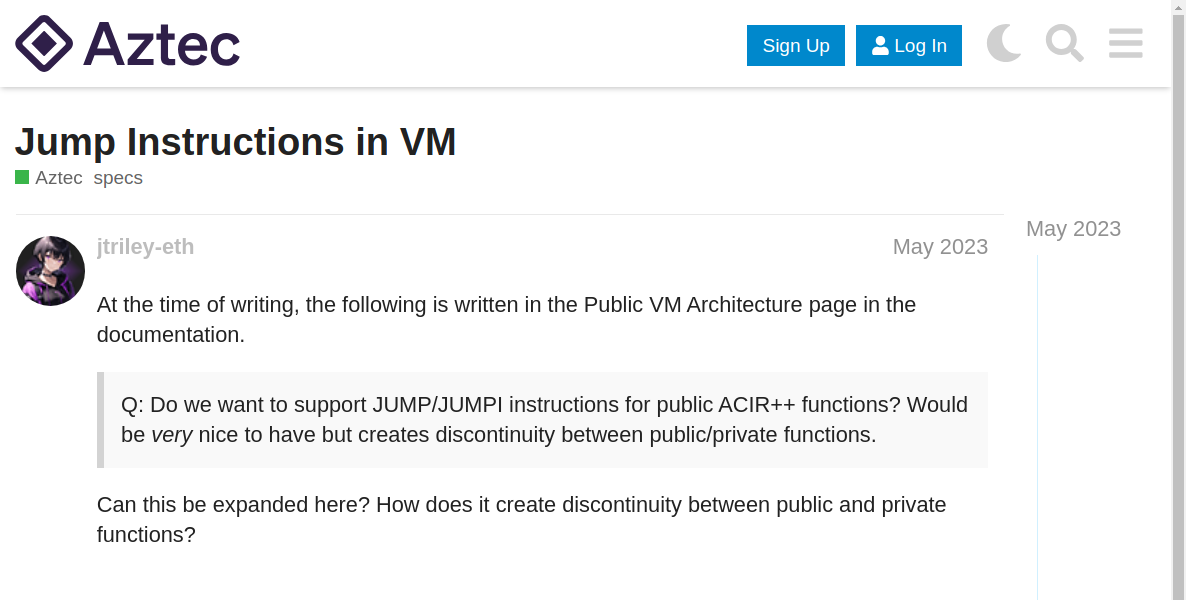 Aztec
Sign Up
Log In
Jump Instructions in VM
Aztec specs
May 2023
jtriley-eth
May 2023
At the time of writing, the following is written in the Public VM Architecture page in the
documentation.
Q: Do we want to support JUMP/JUMPI instructions for public ACIR++ functions? Would
be very nice to have but creates discontinuity between public/private functions.
Can this be expanded here? How does it create discontinuity between public and private
functions?